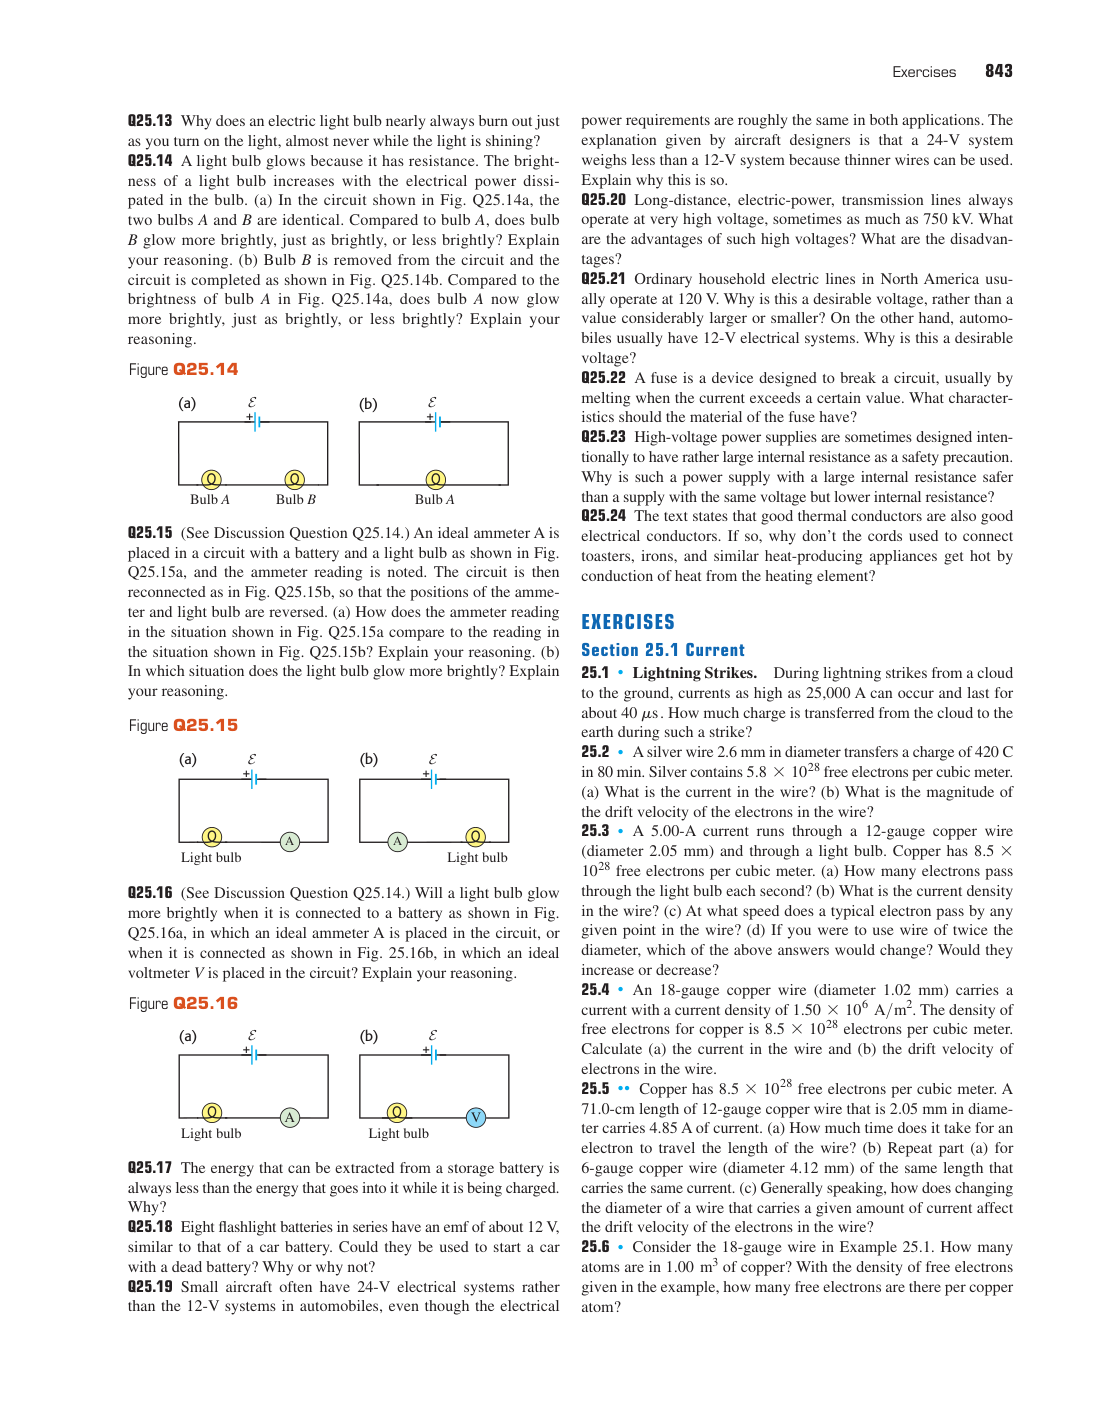 Exercises 843
Q25.13 Why does an electric light bulb nearly always burn out just
as you turn on the light, almost never while the light is shining?
Q25.14 A light bulb glows because it has resistance. The bright-
ness of a light bulb increases with the electrical power dissi-
pated in the bulb. (a) In the circuit shown in Fig. Q25.14a, the
two bulbs A and B are identical. Compared to bulb A, does bulb
B glow more brightly, just as brightly, or less brightly? Explain
your reasoning. (b) Bulb B is removed from the circuit and the
circuit is completed as shown in Fig. Q25.14b. Compared to the
brightness of bulb A in Fig. Q25.14a, does bulb A now glow
more brightly, just as brightly, or less brightly? Explain your
reasoning.
Figure Q25.14
(a) ℰ (b) ℰ
+ +
Bulb A Bulb B Bulb A
Q25.15 (See Discussion Question Q25.14.) An ideal ammeter A is
placed in a circuit with a battery and a light bulb as shown in Fig.
Q25.15a, and the ammeter reading is noted. The circuit is then
reconnected as in Fig. Q25.15b, so that the positions of the amme-
ter and light bulb are reversed. (a) How does the ammeter reading
in the situation shown in Fig. Q25.15a compare to the reading in
the situation shown in Fig. Q25.15b? Explain your reasoning. (b)
In which situation does the light bulb glow more brightly? Explain
your reasoning.
Figure Q25.15
(a) ℰ (b) ℰ
+ +
A A
Light bulb Light bulb
Q25.16 (See Discussion Question Q25.14.) Will a light bulb glow
more brightly when it is connected to a battery as shown in Fig.
Q25.16a, in which an ideal ammeter A is placed in the circuit, or
when it is connected as shown in Fig. 25.16b, in which an ideal
voltmeter V is placed in the circuit? Explain your reasoning.
Figure Q25.16
(a) ℰ (b) ℰ
+ +
A V
Light bulb Light bulb
Q25.17 The energy that can be extracted from a storage battery is
always less than the energy that goes into it while it is being charged.
Why?
Q25.18 Eight flashlight batteries in series have an emf of about 12 V,
similar to that of a car battery. Could they be used to start a car
with a dead battery? Why or why not?
Q25.19 Small aircraft often have 24-V electrical systems rather
than the 12-V systems in automobiles, even though the electrical
power requirements are roughly the same in both applications. The
explanation given by aircraft designers is that a 24-V system
weighs less than a 12-V system because thinner wires can be used.
Explain why this is so.
Q25.20 Long-distance, electric-power, transmission lines always
operate at very high voltage, sometimes as much as 750 kV. What
are the advantages of such high voltages? What are the disadvan-
tages?
Q25.21 Ordinary household electric lines in North America usu-
ally operate at 120 V. Why is this a desirable voltage, rather than a
value considerably larger or smaller? On the other hand, automo-
biles usually have 12-V electrical systems. Why is this a desirable
voltage?
Q25.22 A fuse is a device designed to break a circuit, usually by
melting when the current exceeds a certain value. What character-
istics should the material of the fuse have?
Q25.23 High-voltage power supplies are sometimes designed inten-
tionally to have rather large internal resistance as a safety precaution.
Why is such a power supply with a large internal resistance safer
than a supply with the same voltage but lower internal resistance?
Q25.24 The text states that good thermal conductors are also good
electrical conductors. If so, why don't the cords used to connect
toasters, irons, and similar heat-producing appliances get hot by
conduction of heat from the heating element?
EXERCISES
Section 25.1 Current
25.1 • Lightning Strikes. During lightning strikes from a cloud
to the ground, currents as high as 25,000 A can occur and last for
about 40 μs. How much charge is transferred from the cloud to the
earth during such a strike?
25.2 • A silver wire 2.6 mm in diameter transfers a charge of 420 C
in 80 min. Silver contains 5.8 × 10²⁸ free electrons per cubic meter.
(a) What is the current in the wire? (b) What is the magnitude of
the drift velocity of the electrons in the wire?
25.3 • A 5.00-A current runs through a 12-gauge copper wire
(diameter 2.05 mm) and through a light bulb. Copper has 8.5 ×
10²⁸ free electrons per cubic meter. (a) How many electrons pass
through the light bulb each second? (b) What is the current density
in the wire? (c) At what speed does a typical electron pass by any
given point in the wire? (d) If you were to use wire of twice the
diameter, which of the above answers would change? Would they
increase or decrease?
25.4 • An 18-gauge copper wire (diameter 1.02 mm) carries a
current with a current density of 1.50 × 10⁶ A/m². The density of
free electrons for copper is 8.5 × 10²⁸ electrons per cubic meter.
Calculate (a) the current in the wire and (b) the drift velocity of
electrons in the wire.
25.5 •• Copper has 8.5 × 10²⁸ free electrons per cubic meter. A
71.0-cm length of 12-gauge copper wire that is 2.05 mm in diame-
ter carries 4.85 A of current. (a) How much time does it take for an
electron to travel the length of the wire? (b) Repeat part (a) for
6-gauge copper wire (diameter 4.12 mm) of the same length that
carries the same current. (c) Generally speaking, how does changing
the diameter of a wire that carries a given amount of current affect
the drift velocity of the electrons in the wire?
25.6 • Consider the 18-gauge wire in Example 25.1. How many
atoms are in 1.00 m³ of copper? With the density of free electrons
given in the example, how many free electrons are there per copper
atom?